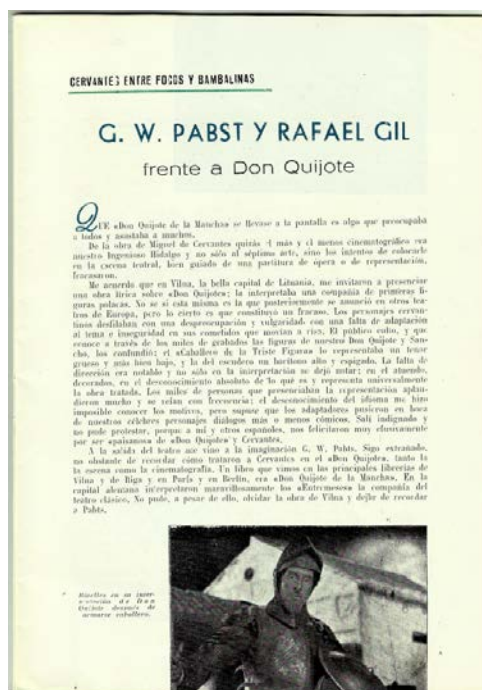 CERVANTES ENTRE FOCOS Y BAMBALINAS
G. W. PABST Y RAFAEL GIL
frente a Don Quijote
QUE «Don Quijote de la Mancha» se llevase a la pantalla es algo que preocupaba
a todos y asustaba a muchos.
De la obra de Miguel de Cervantes quizás el más y el menos cinematográfico era
nuestro Ingenioso Hidalgo y no sólo al séptimo arte, sino los intentos de colocarle
en la escena teatral, bien guiado de una partitura de opera o de representación,
fracasaron.
Me acuerdo que en Vilna, la bella capital de Lituania, me invitaron a presenciar
una obra lírica sobre «Don Quijote»; la interpretaba una compañía de primeras fi-
guras polacas. No sé si esta misma es la que posteriormente se anunció en otros tea-
tros de Europa, pero lo cierto es que constituyó un fracaso. Los personajes cervan-
tinos desfilaban con una despreocupación y vulgaridad con una falta de adaptación
al tema e inseguridad en sus cometidos que movían a risa. El público culto, y que
conoce a través de los miles de grabados las figuras de nuestro Don Quijote y San-
cho, los confundió; el «Caballero de la Triste Figura» le representaba un tenor
grueso y más bien bajo, y la del escudero un barítono alto y espigado. La falta de
dirección era notable y no sólo en la interpretación se dejó notar; en el atuendo,
decorados, en el desconocimiento absoluto de lo que es y representa universalmente
la obra tratada. Los miles de personas que presenciaban la representación aplau-
dieron mucho y se reían con frecuencia; el desconocimiento del idioma me hizo
imposible conocer los motivos, pero supuse que los adaptadores pusieron en boca
de nuestros célebres personajes diálogos más o menos cómicos. Salí indignado y
no pude protestar, porque a mí y otros españoles, nos felicitaron muy efusivamente
por ser «paisanos» de «Don Quijote» y Cervantes.
A la salida del teatro me vino a la imaginación G. W. Pabts. Sigo extrañado,
no obstante de recordar cómo trataron a Cervantes en el «Don Quijote», tanto la
la escena como la cinematografía. Un libro que vimos en las principales librerías de
Vilna y de Riga y en París y en Berlín, era «Don Quijote de la Mancha». En la
capital alemana interpretaron maravillosamente los «Entremeses» la compañía del
teatro clásico. No pude, a pesar de ello, olvidar la obra de Vilna y dejar de recordar
a Pabts.
Rivelles en su inter-
pretación de Don
Quijote después de
armarse caballero.